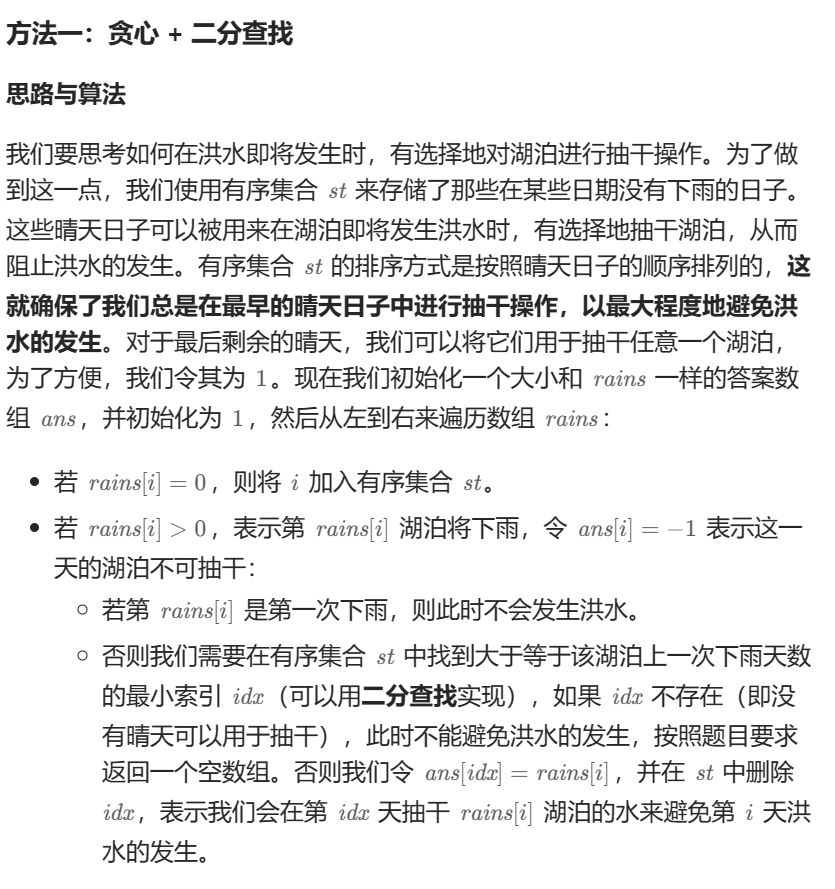 方法一：贪心 + 二分查找
思路与算法
我们要思考如何在洪水即将发生时，有选择地对湖泊进行抽干操作。为了做
到这一点，我们使用有序集合 st 来存储了那些在某些日期没有下雨的日子。
这些晴天日子可以被用来在湖泊即将发生洪水时，有选择地抽干湖泊，从而
阻止洪水的发生。有序集合 st 的排序方式是按照晴天日子的顺序排列的，这
就确保了我们总是在最早的晴天日子中进行抽干操作，以最大程度地避免洪
水的发生。对于最后剩余的晴天，我们可以将它们用于抽干任意一个湖泊，
为了方便，我们令其为 1。现在我们初始化一个大小和 rains 一样的答案数
组 ans，并初始化为 1，然后从左到右来遍历数组 rains：
• 若 rains[i] = 0，则将 i 加入有序集合 st。
• 若 rains[i] > 0，表示第 rains[i] 湖泊将下雨，令 ans[i] = −1 表示这一
天的湖泊不可抽干：
○ 若第 rains[i] 是第一次下雨，则此时不会发生洪水。
○ 否则我们需要在有序集合 st 中找到大于等于该湖泊上一次下雨天数
的最小索引 idx（可以用二分查找实现），如果 idx 不存在（即没
有晴天可以用于抽干），此时不能避免洪水的发生，按照题目要求
返回一个空数组。否则我们令 ans[idx] = rains[i]，并在 st 中删除
idx，表示我们会在第 idx 天抽干 rains[i] 湖泊的水来避免第 i 天洪
水的发生。